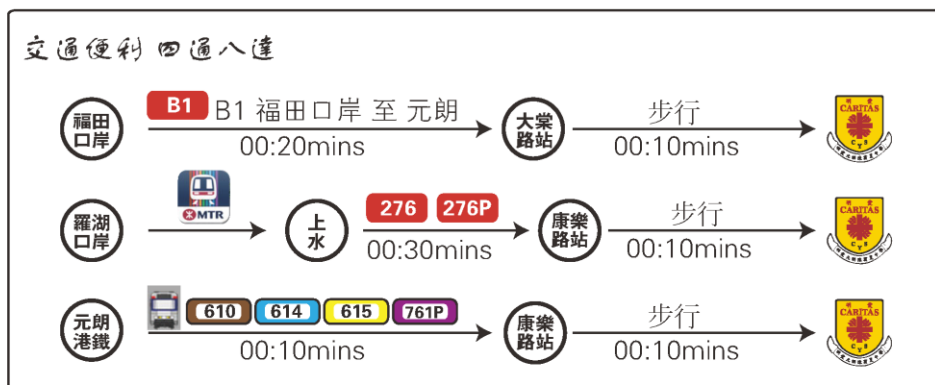 交通便利 四通八達
福田
口岸
B1 B1 福田口岸 至 元朗
00:20mins
大棠
路站
步行
00:10mins
CARITAS
羅湖
口岸
MTR
上
水
276 276P
00:30mins
康樂
路站
步行
00:10mins
CARITAS
元朗
港鐵
610 614 615 761P
00:10mins
康樂
路站
步行
00:10mins
CARITAS